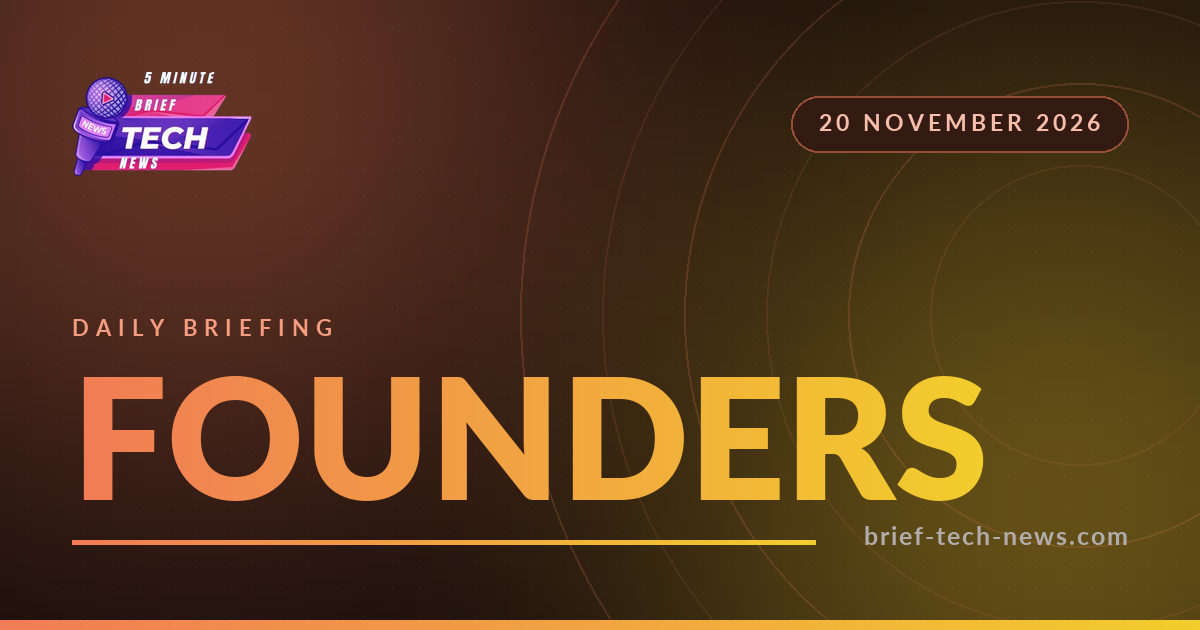 5 MINUTE
BRIEF
NEWS
TECH
NEWS
20 NOVEMBER 2026
DAILY BRIEFING
FOUNDERS
brief-tech-news.com